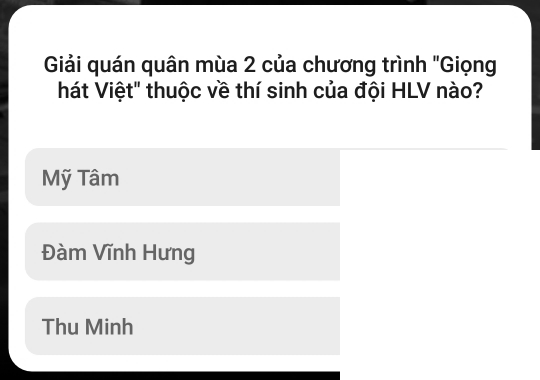 Giải quán quân mùa 2 của chương trình "Giọng
hát Việt" thuộc về thí sinh của đội HLV nào?
Mỹ Tâm
Đàm Vĩnh Hưng
Thu Minh